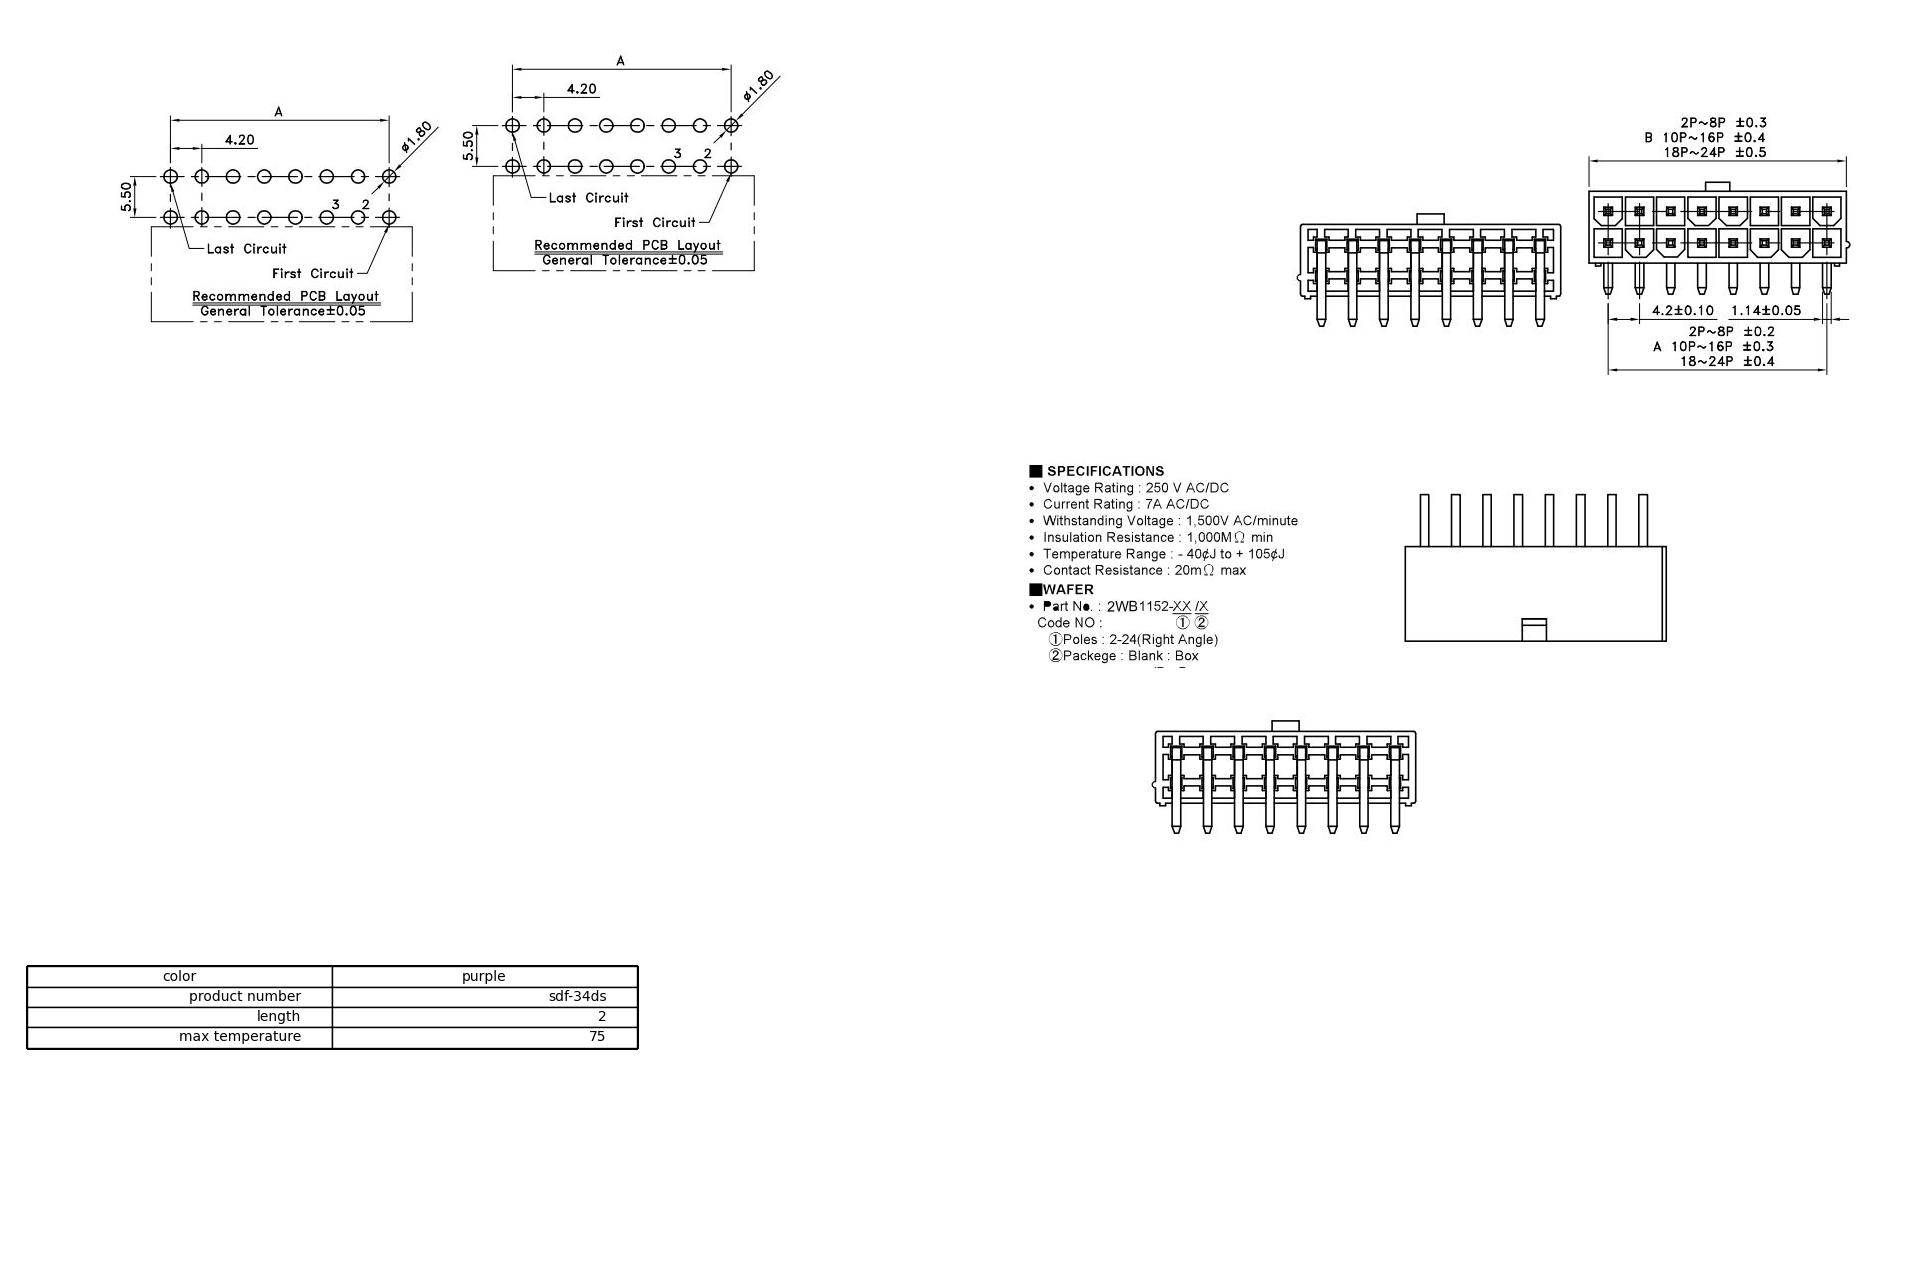 A
4.20
ø1.80
5.50
3 2
Last Circuit
First Circuit
Recommended PCB Layout
General Tolerance±0.05
A
4.20
ø1.80
5.50
3 2
Last Circuit
First Circuit
Recommended PCB Layout
General Tolerance±0.05
2P~8P ±0.3
B 10P~16P ±0.4
18P~24P ±0.5
4.2±0.10 1.14±0.05
2P~8P ±0.2
A 10P~16P ±0.3
18~24P ±0.4
■ SPECIFICATIONS
• Voltage Rating : 250 V AC/DC
• Current Rating : 7A AC/DC
• Withstanding Voltage : 1,500V AC/minute
• Insulation Resistance : 1,000MΩ min
• Temperature Range : - 40¢J to + 105¢J
• Contact Resistance : 20mΩ max
■WAFER
• Part No. : 2WB1152-XX /X
Code NO : ① ②
①Poles : 2-24(Right Angle)
②Packege : Blank : Box
color purple
product number sdf-34ds
length 2
max temperature 75